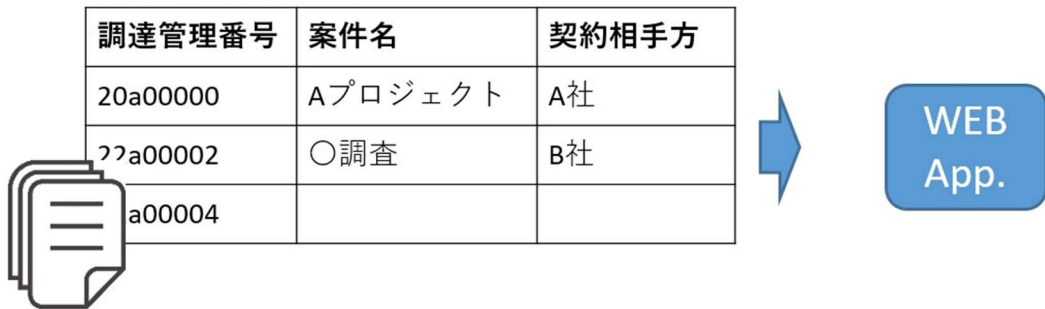 調達管理番号 案件名 契約相手方
20a00000 Aプロジェクト A社
22a00002 〇調査 B社
a00004
WEB
App.